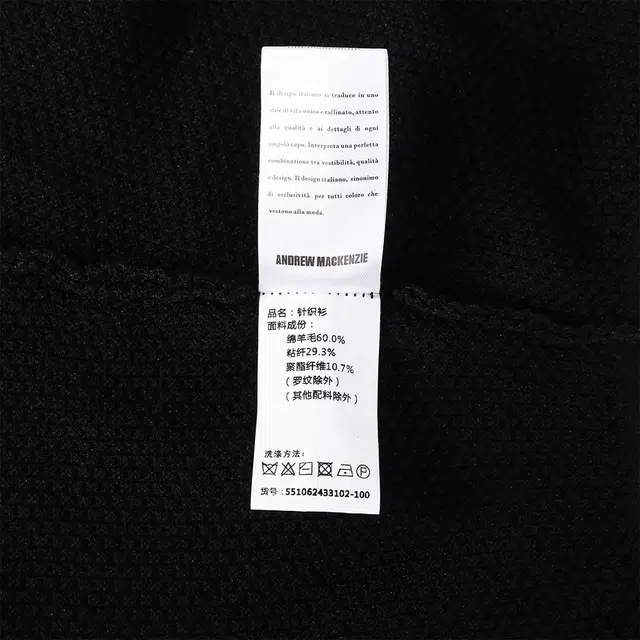 Il design italiano si traduce in uno
stile di vita unico e raffinato, attento
alla qualità e ai dettagli di ogni
singolo capo. Interpreta una perfetta
combinazione tra vestibilità, qualità
e design. Il design italiano, sinonimo
di esclusività per tutti coloro che
vestono alla moda.
ANDREW MACKENZIE
品名：针织衫
面料成份：
绵羊毛60.0%
粘纤29.3%
聚酯纤维10.7%
（罗纹除外）
（其他配料除外）
洗涤方法：
货号：551062433102-100